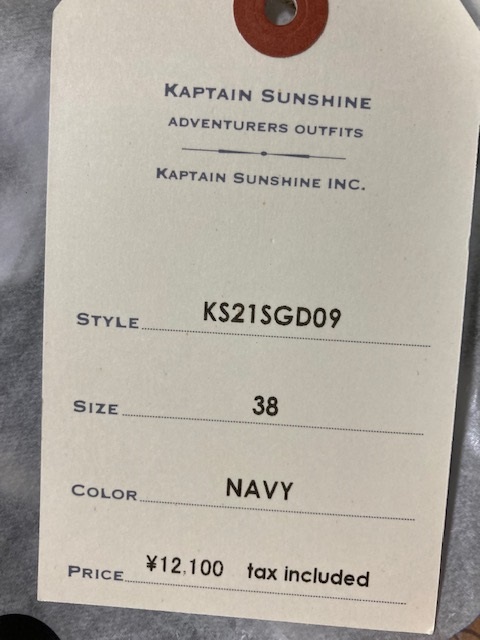 KAPTAIN SUNSHINE
ADVENTURERS OUTFITS
KAPTAIN SUNSHINE INC.
STYLE KS21SGD09
SIZE 38
COLOR NAVY
PRICE ¥12,100 tax included